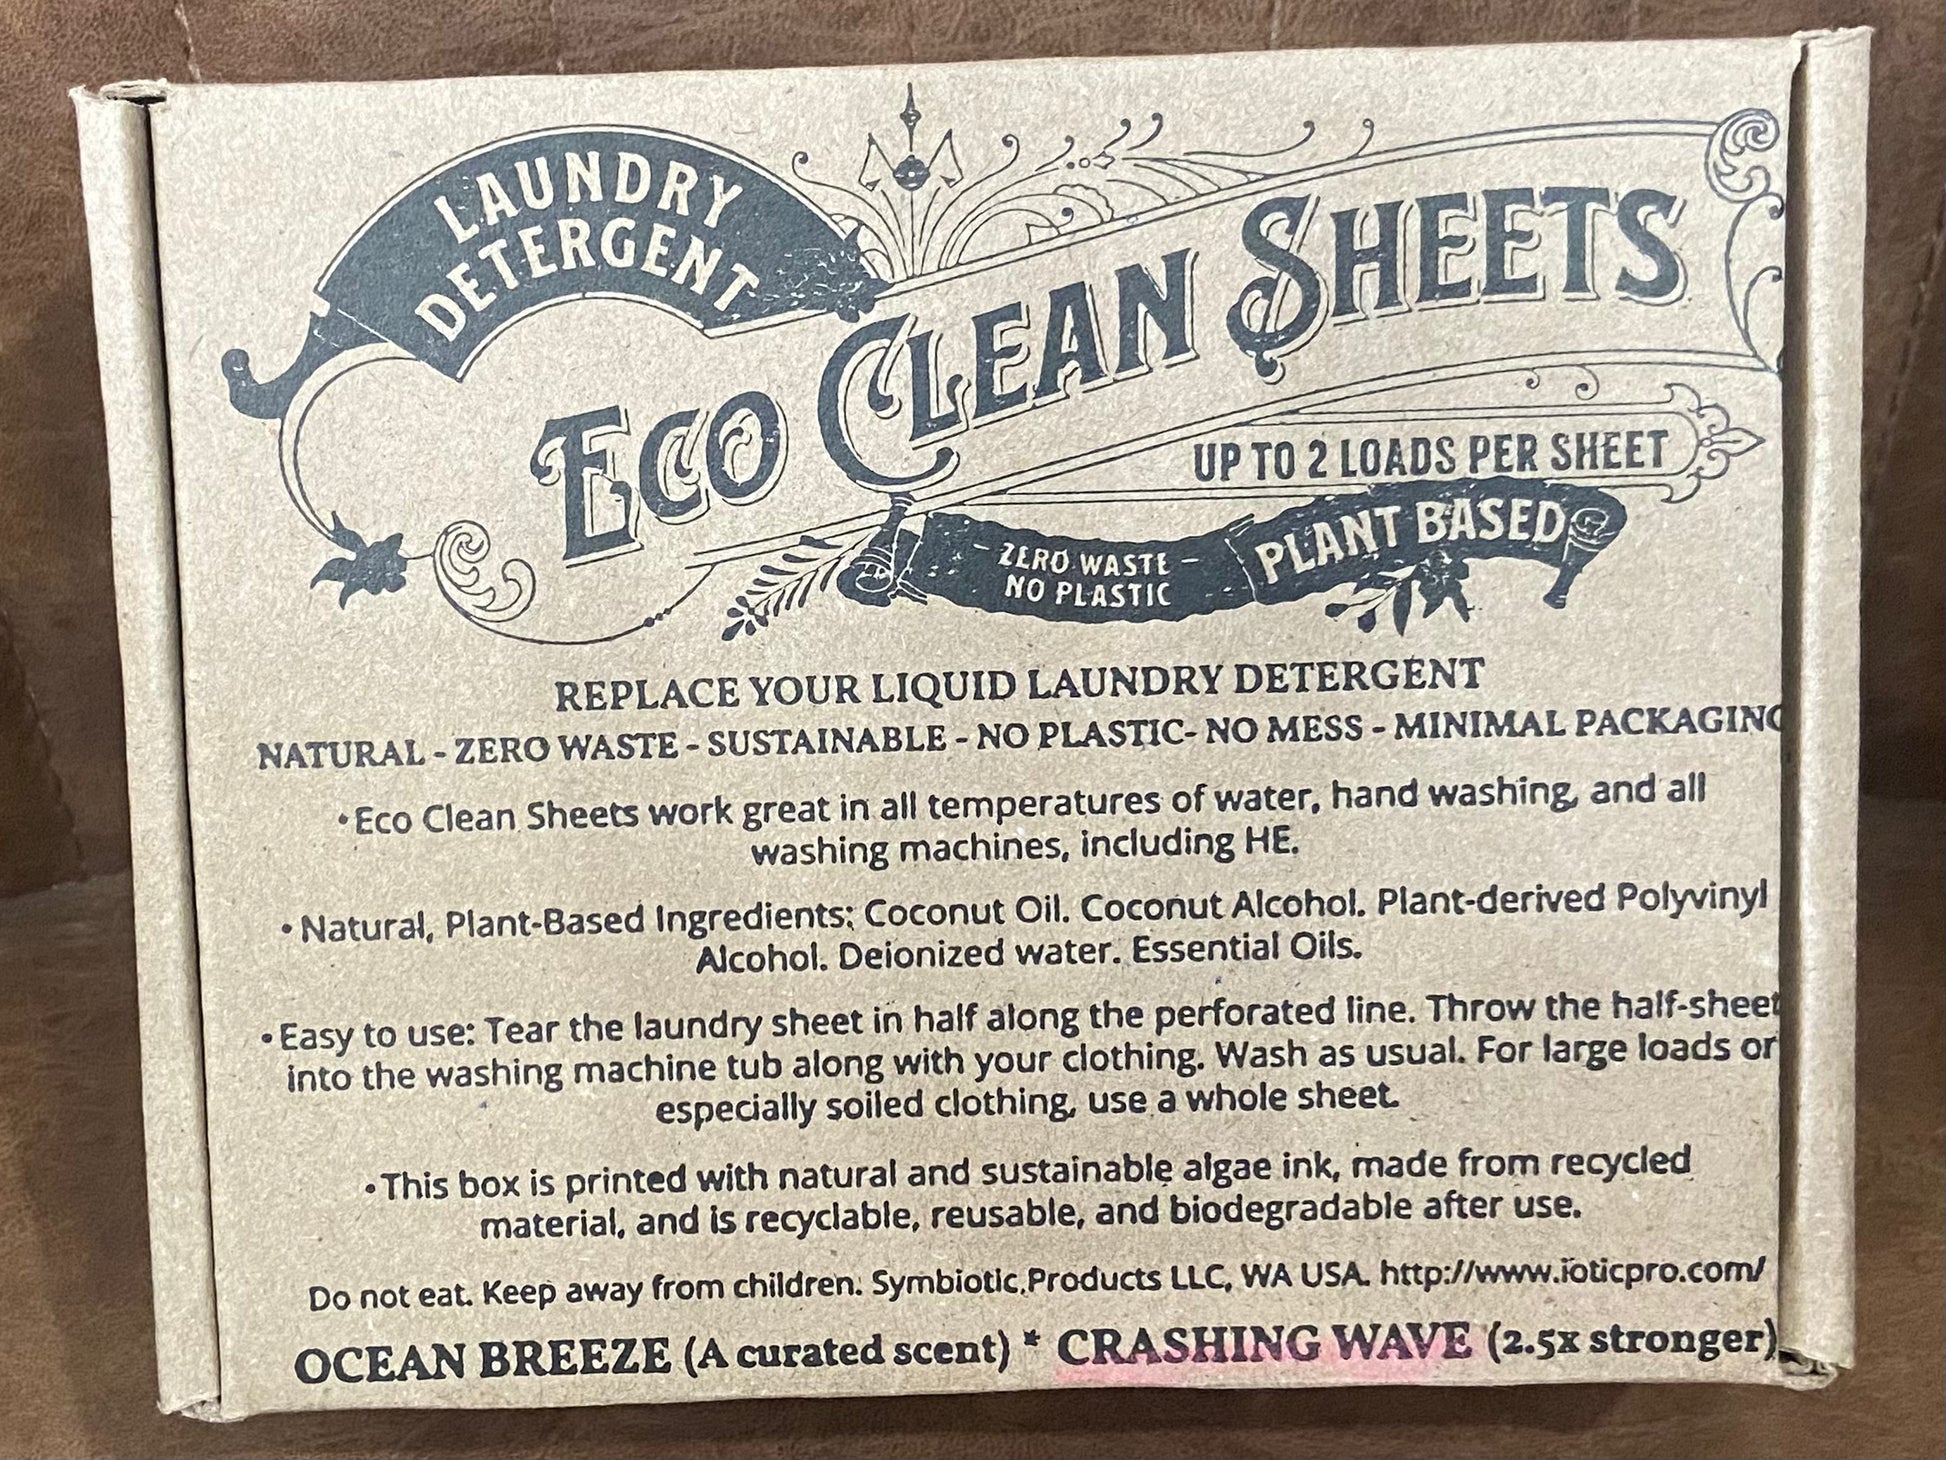 LAUNDRY
DETERGENT
ECO CLEAN SHEETS
UP TO 2 LOADS PER SHEET
- ZERO WASTE -
NO PLASTIC
PLANT BASED
REPLACE YOUR LIQUID LAUNDRY DETERGENT
NATURAL - ZERO WASTE - SUSTAINABLE - NO PLASTIC- NO MESS - MINIMAL PACKAGING
•Eco Clean Sheets work great in all temperatures of water, hand washing, and all
washing machines, including HE.
•Natural, Plant-Based Ingredients: Coconut Oil. Coconut Alcohol. Plant-derived Polyvinyl
Alcohol. Deionized water. Essential Oils.
•Easy to use: Tear the laundry sheet in half along the perforated line. Throw the half-sheet
into the washing machine tub along with your clothing. Wash as usual. For large loads or
especially soiled clothing, use a whole sheet.
•This box is printed with natural and sustainable algae ink, made from recycled
material, and is recyclable, reusable, and biodegradable after use.
Do not eat. Keep away from children. Symbiotic Products LLC, WA USA. http://www.ioticpro.com/
OCEAN BREEZE (A curated scent) * CRASHING WAVE (2.5x stronger)